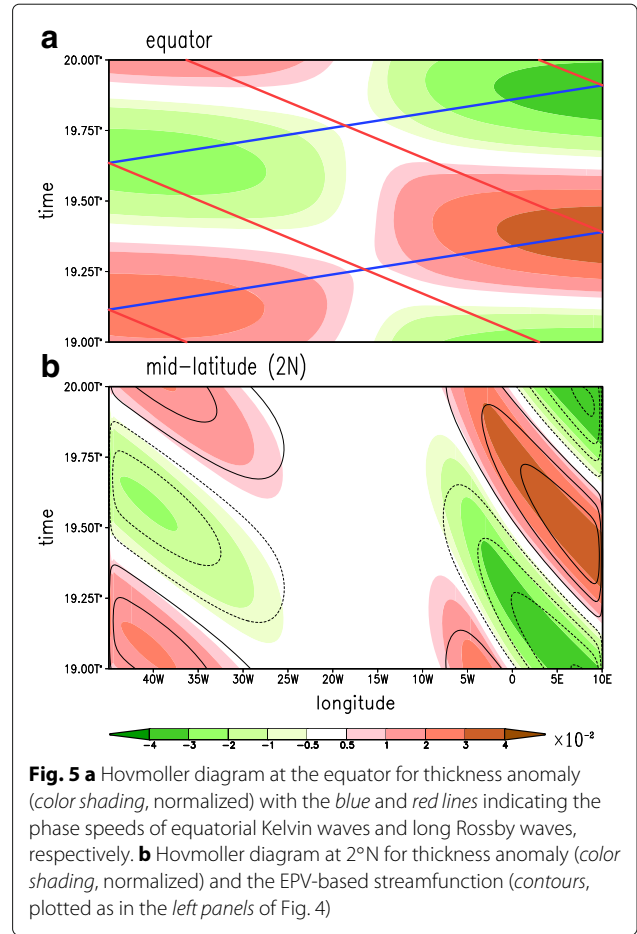 a equator
20.00T'
19.75T'
19.50T'
19.25T'
19.00T'
time
b mid-latitude (2N)
20.00T'
19.75T'
19.50T'
19.25T'
19.00T'
time
40W 35W 30W 25W 20W 15W 10W 5W 0 5E 10E
longitude
-4 -3 -2 -1 -0.5 0.5 1 2 3 4 ×10⁻²
Fig. 5 a Hovmoller diagram at the equator for thickness anomaly
(color shading, normalized) with the blue and red lines indicating the
phase speeds of equatorial Kelvin waves and long Rossby waves,
respectively. b Hovmoller diagram at 2°N for thickness anomaly (color
shading, normalized) and the EPV-based streamfunction (contours,
plotted as in the left panels of Fig. 4)